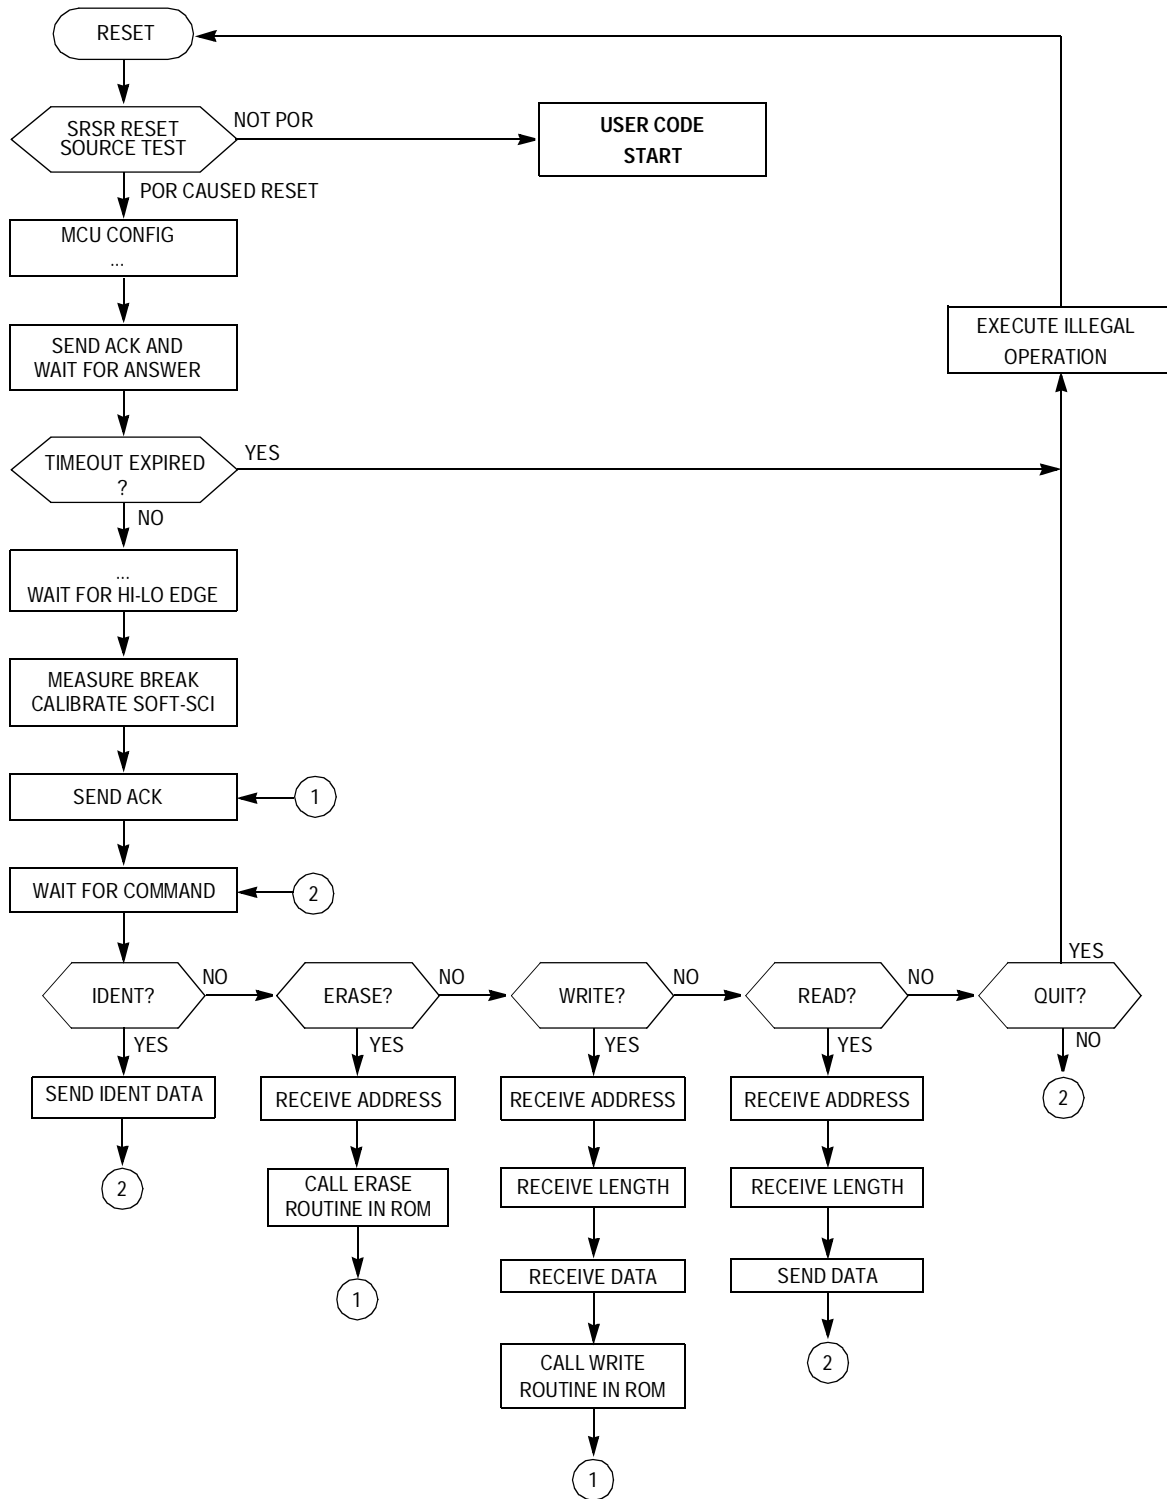 RESET
SRSR RESET
SOURCE TEST
NOT POR
USER CODE
START
POR CAUSED RESET
MCU CONFIG
...
EXECUTE ILLEGAL
OPERATION
SEND ACK AND
WAIT FOR ANSWER
TIMEOUT EXPIRED
?
YES
NO
...
WAIT FOR HI-LO EDGE
MEASURE BREAK
CALIBRATE SOFT-SCI
SEND ACK
1
WAIT FOR COMMAND
2
IDENT?
NO
ERASE?
NO
WRITE?
NO
READ?
NO
QUIT?
YES
YES
YES
YES
YES
NO
SEND IDENT DATA
RECEIVE ADDRESS
RECEIVE ADDRESS
RECEIVE ADDRESS
2
2
CALL ERASE
ROUTINE IN ROM
RECEIVE LENGTH
RECEIVE LENGTH
1
RECEIVE DATA
SEND DATA
CALL WRITE
ROUTINE IN ROM
2
1